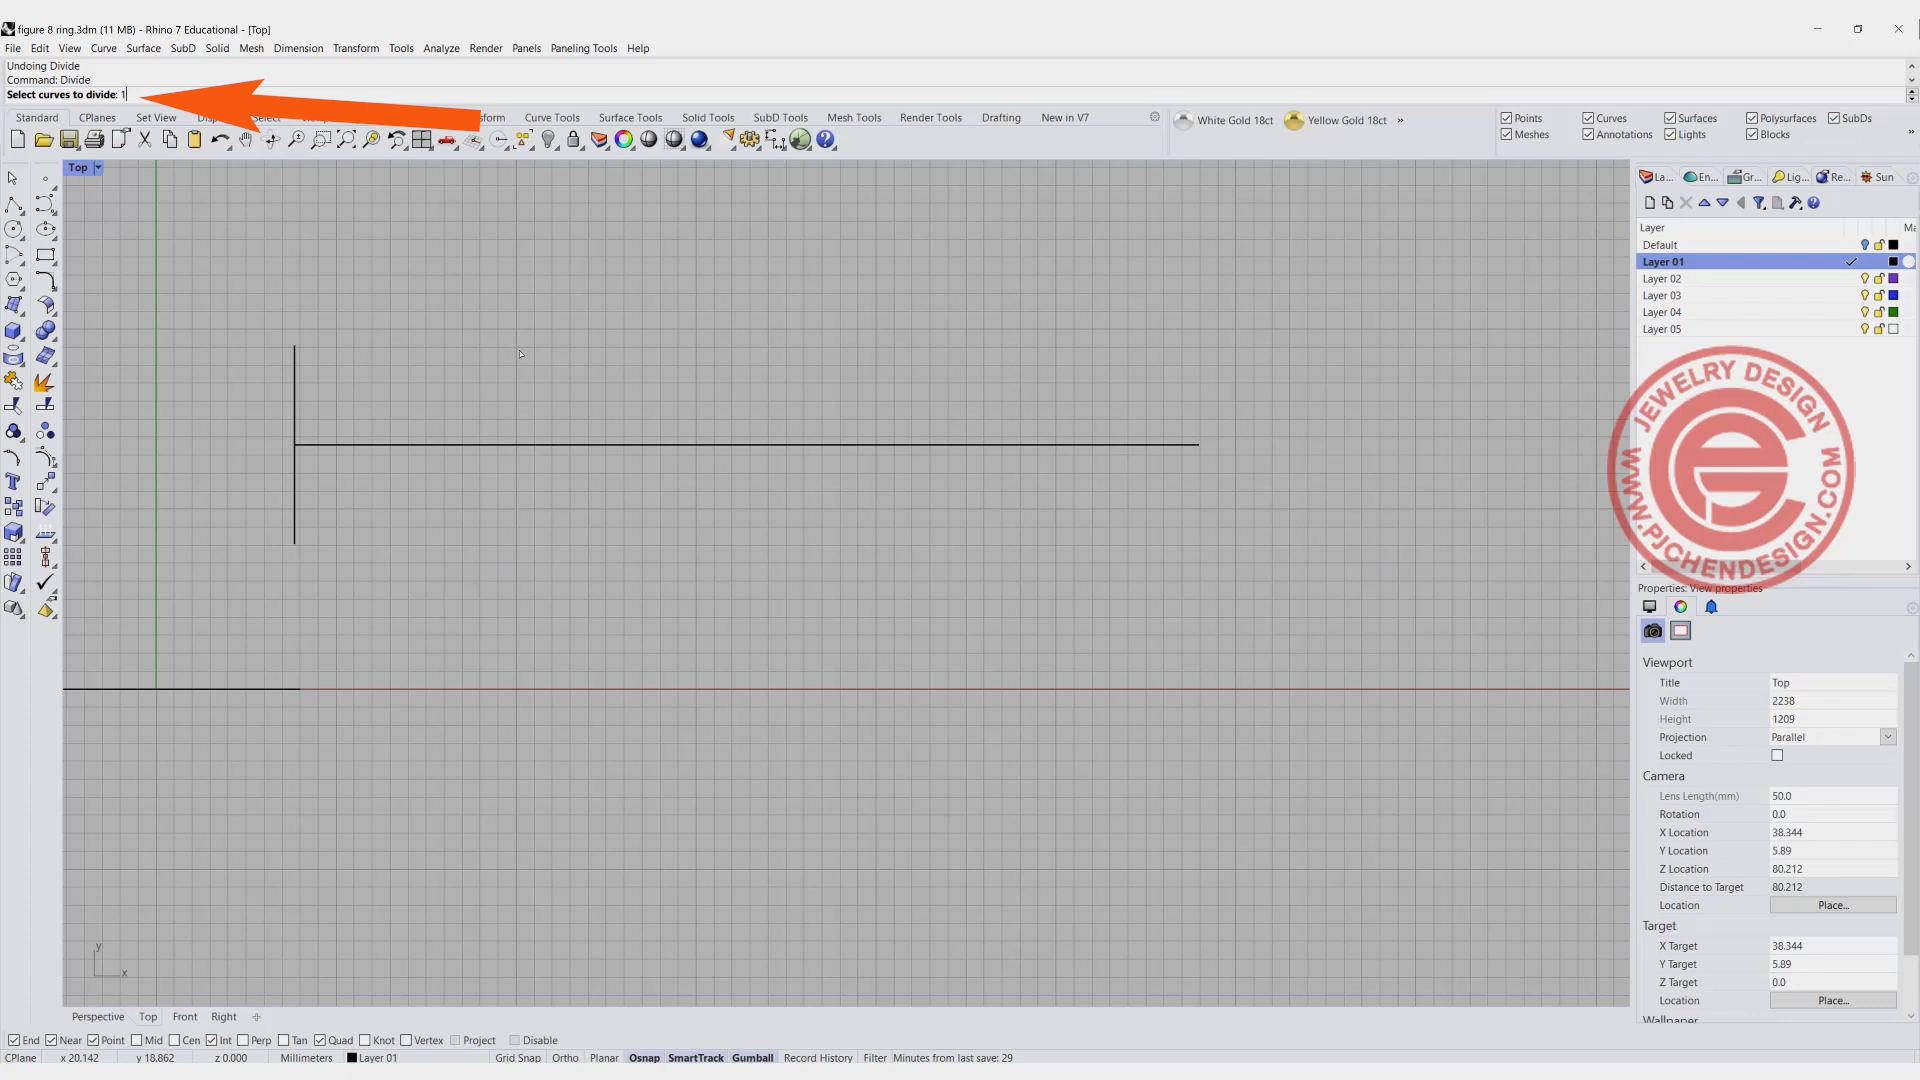 figure 8 ring.3dm (11 MB) - Rhino 7 Educational - [Top]
File Edit View Curve Surface SubD Solid Mesh Dimension Transform Tools Analyze Render Panels Paneling Tools Help
Undoing Divide
Command: Divide
Select curves to divide: 1
Standard CPlanes Set View Curve Tools Surface Tools Solid Tools SubD Tools Mesh Tools Render Tools Drafting New in V7
White Gold 18ct Yellow Gold 18ct »
Points Curves Surfaces Polysurfaces SubDs
Meshes Annotations Lights Blocks »
Top
La... En... Gr... Lig... Re... Sun
Layer Ma
Default
Layer 01
Layer 02
Layer 03
Layer 04
Layer 05
JEWELRY DESIGN
WWW.PJCHENDESIGN.COM
Properties: View properties
Viewport
Title Top
Width 2238
Height 1209
Projection Parallel
Locked
Camera
Lens Length(mm) 50.0
Rotation 0.0
X Location 38.344
Y Location 5.89
Z Location 80.212
Distance to Target 80.212
Location Place...
Target
X Target 38.344
Y Target 5.89
Z Target 0.0
Location Place...
Wallpaper
y
x
Perspective Top Front Right
End Near Point Mid Cen Int Perp Tan Quad Knot Vertex Project Disable
CPlane x 20.142 y 18.862 z 0.000 Millimeters Layer 01 Grid Snap Ortho Planar Osnap SmartTrack Gumball Record History Filter Minutes from last save: 29